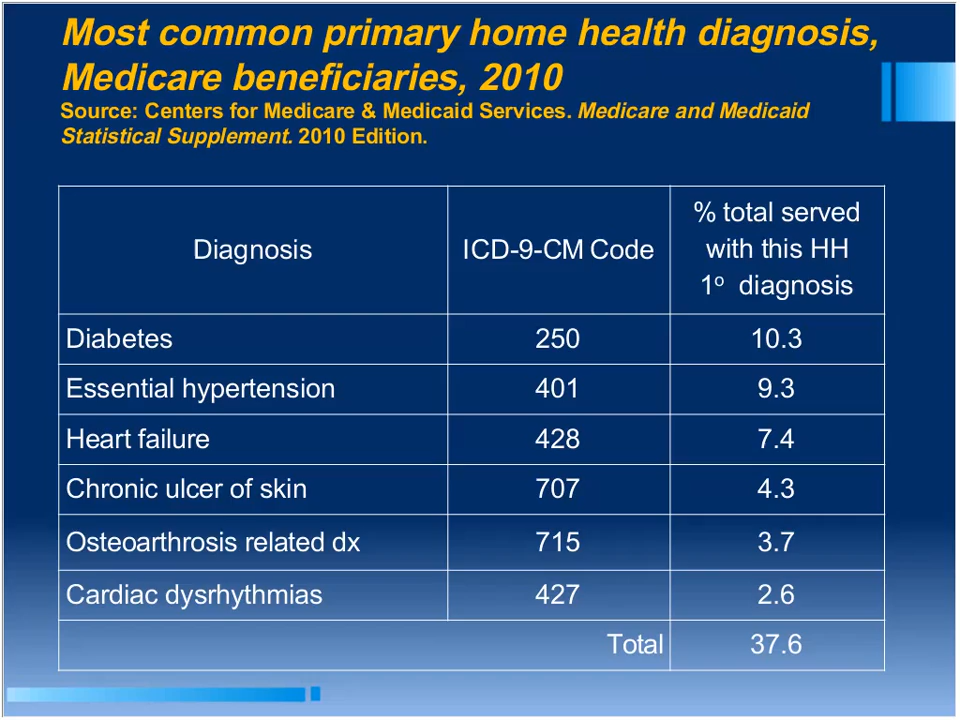 Most common primary home health diagnosis,
Medicare beneficiaries, 2010
Source: Centers for Medicare & Medicaid Services. Medicare and Medicaid
Statistical Supplement. 2010 Edition.
Diagnosis ICD-9-CM Code % total served with this HH 1º diagnosis
Diabetes 250 10.3
Essential hypertension 401 9.3
Heart failure 428 7.4
Chronic ulcer of skin 707 4.3
Osteoarthrosis related dx 715 3.7
Cardiac dysrhythmias 427 2.6
Total 37.6